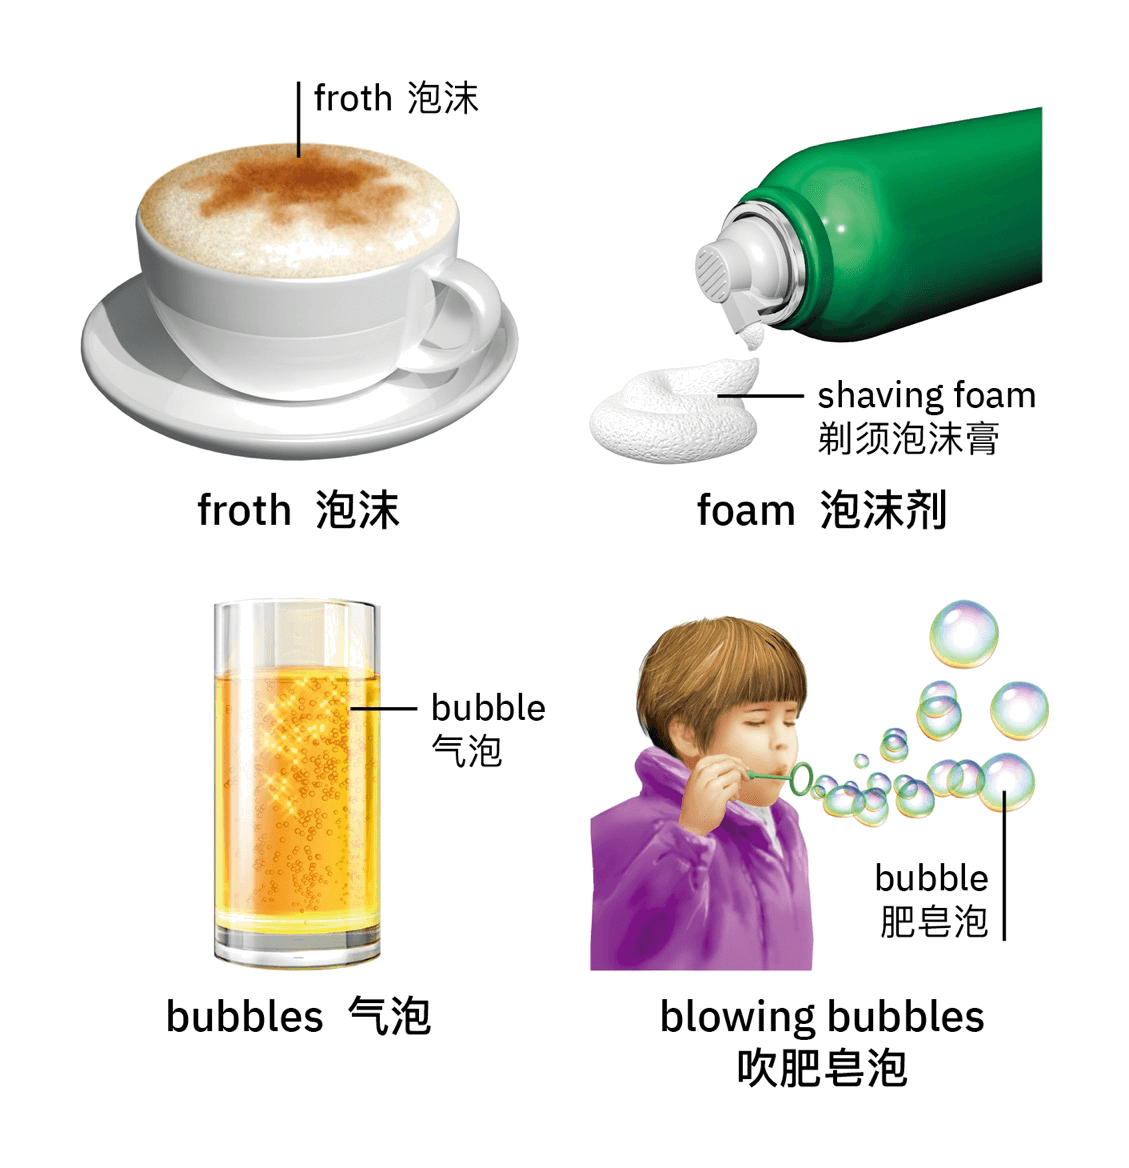 froth 泡沫
shaving foam
剃须泡沫膏
froth 泡沫
foam 泡沫剂
bubble
气泡
bubble
肥皂泡
bubbles 气泡
blowing bubbles
吹肥皂泡